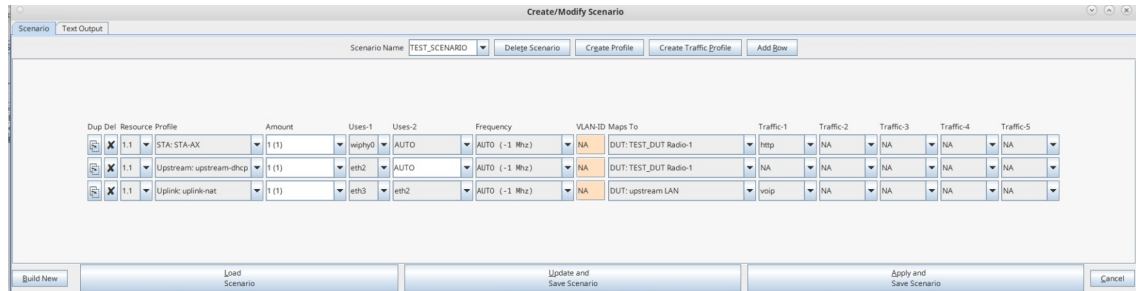 Create/Modify Scenario
Scenario Text Output
Scenario Name TEST_SCENARIO Delete Scenario Create Profile Create Traffic Profile Add Row
Dup Del Resource Profile Amount Uses-1 Uses-2 Frequency VLAN-ID Maps To Traffic-1 Traffic-2 Traffic-3 Traffic-4 Traffic-5
1.1 STA: STA-AX 1 (1) wiphy0 AUTO AUTO (-1 Mhz) NA DUT: TEST_DUT Radio-1 http NA NA NA NA
1.1 Upstream: upstream-dhcp 1 (1) eth2 AUTO AUTO (-1 Mhz) NA DUT: TEST_DUT Radio-1 NA NA NA NA NA
1.1 Uplink: uplink-nat 1 (1) eth3 eth2 AUTO (-1 Mhz) NA DUT: upstream LAN voip NA NA NA NA
Build New Load Scenario Update and Save Scenario Apply and Save Scenario Cancel